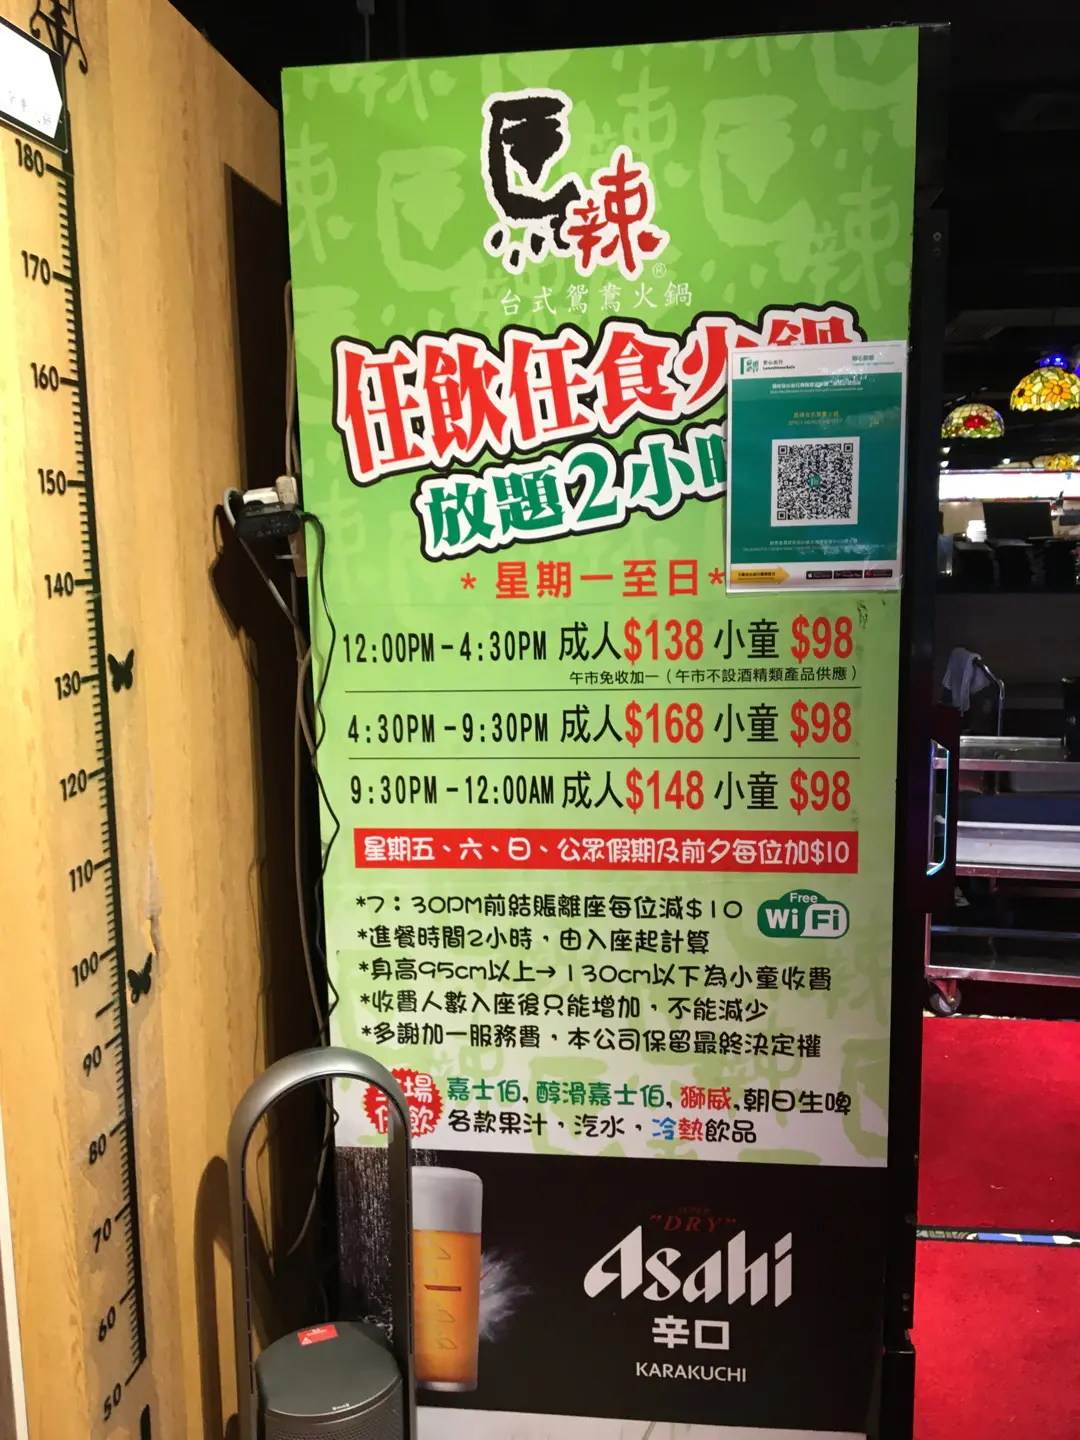 180
170
160
150
140
130
120
110
100
90
80
70
60
50
馬辣®
台式鴛鴦火鍋
任飲任食火鍋
放題2小時
*星期一至日*
12:00PM-4:30PM 成人$138 小童 $98
午市免收加一(午市不設酒精類產品供應)
4:30PM-9:30PM 成人$168 小童 $98
9:30PM-12:00AM 成人$148 小童 $98
星期五、六、日、公眾假期及前夕每位加$10
*7:30PM前結賬離座每位減$10
Free
WiFi
*進餐時間2小時,由入座起計算
*身高95cm以上→130cm以下為小童收費
*收費人數入座後只能增加,不能減少
*多謝加一服務費,本公司保留最終決定權
任飲
嘉士伯, 醇滑嘉士伯, 獅威, 朝日生啤
各款果汁,汽水,冷熱飲品
"DRY"
Asahi
辛口
KARAKUCHI